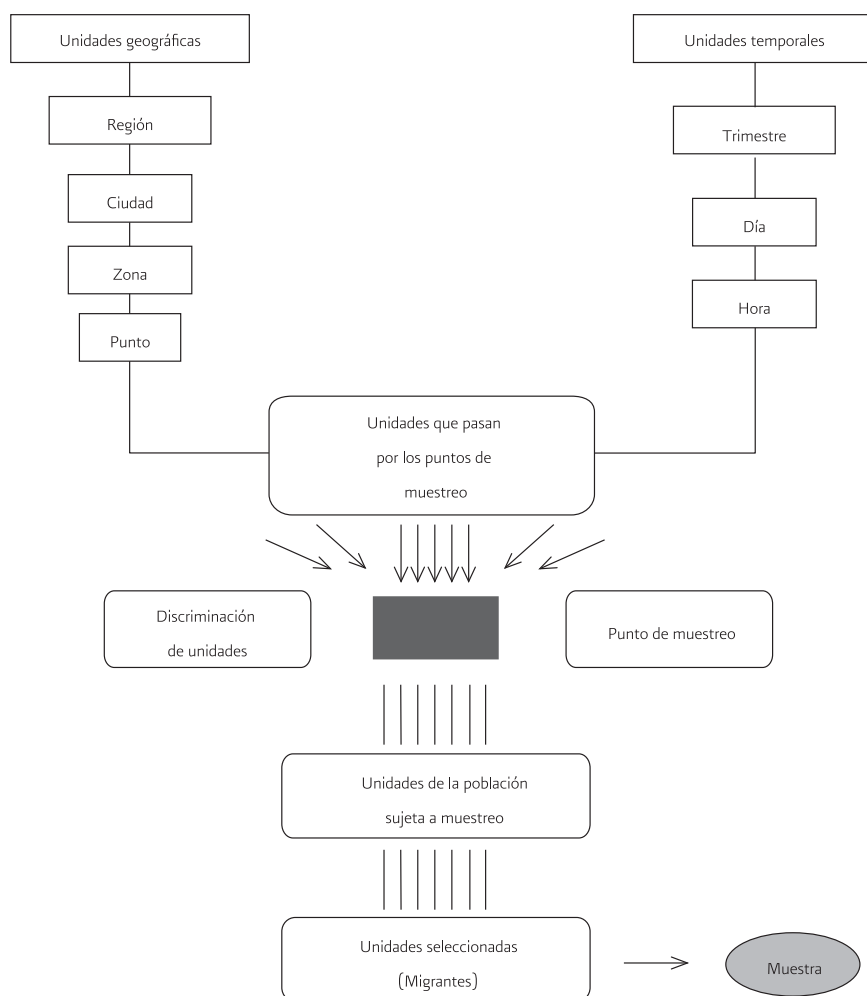 Unidades geográficas
Unidades temporales
Región
Trimestre
Ciudad
Día
Zona
Hora
Punto
Unidades que pasan
por los puntos de
muestreo
Discriminación
de unidades
Punto de muestreo
Unidades de la población
sujeta a muestreo
Unidades seleccionadas
(Migrantes)
Muestra